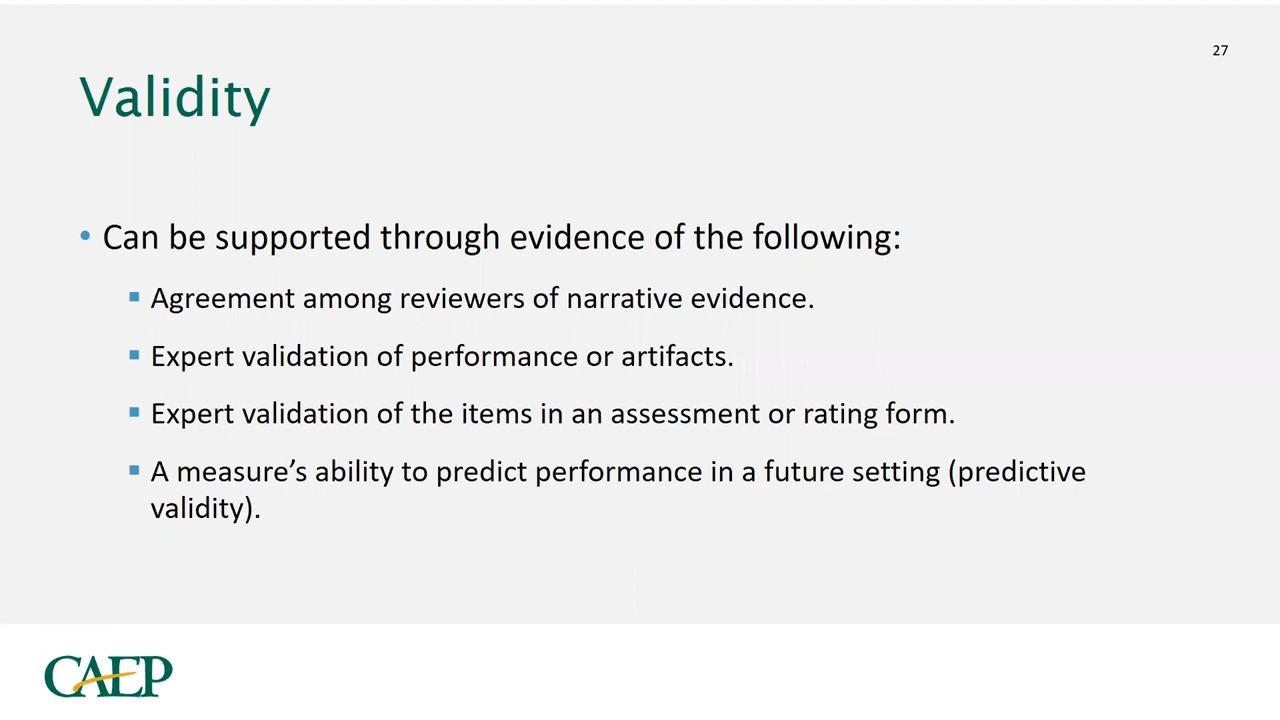 27
Validity
• Can be supported through evidence of the following:
▪ Agreement among reviewers of narrative evidence.
▪ Expert validation of performance or artifacts.
▪ Expert validation of the items in an assessment or rating form.
▪ A measure’s ability to predict performance in a future setting (predictive
validity).
CAEP